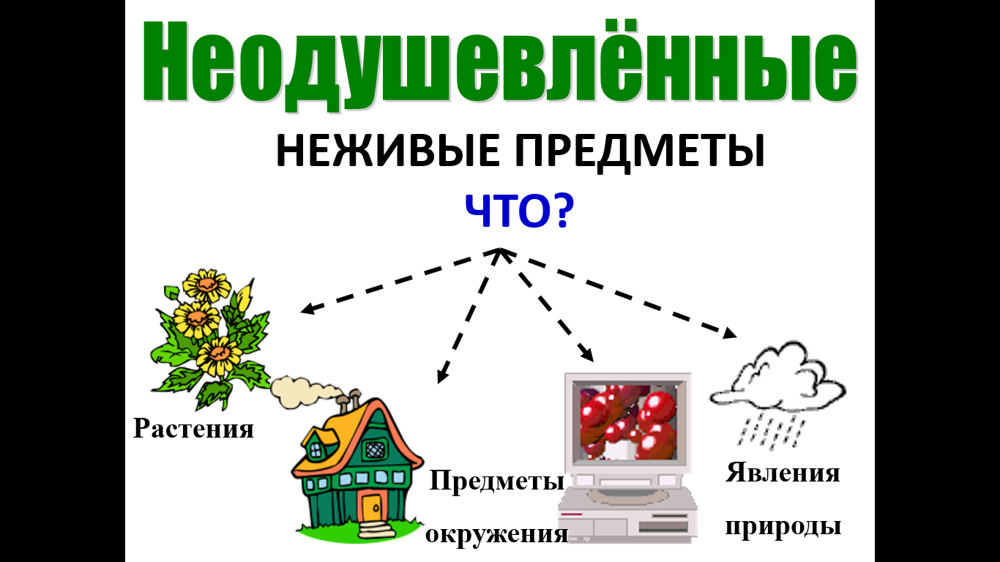 Неодушевлённые
НЕЖИВЫЕ ПРЕДМЕТЫ
ЧТО?
Растения
Предметы
окружения
Явления
природы